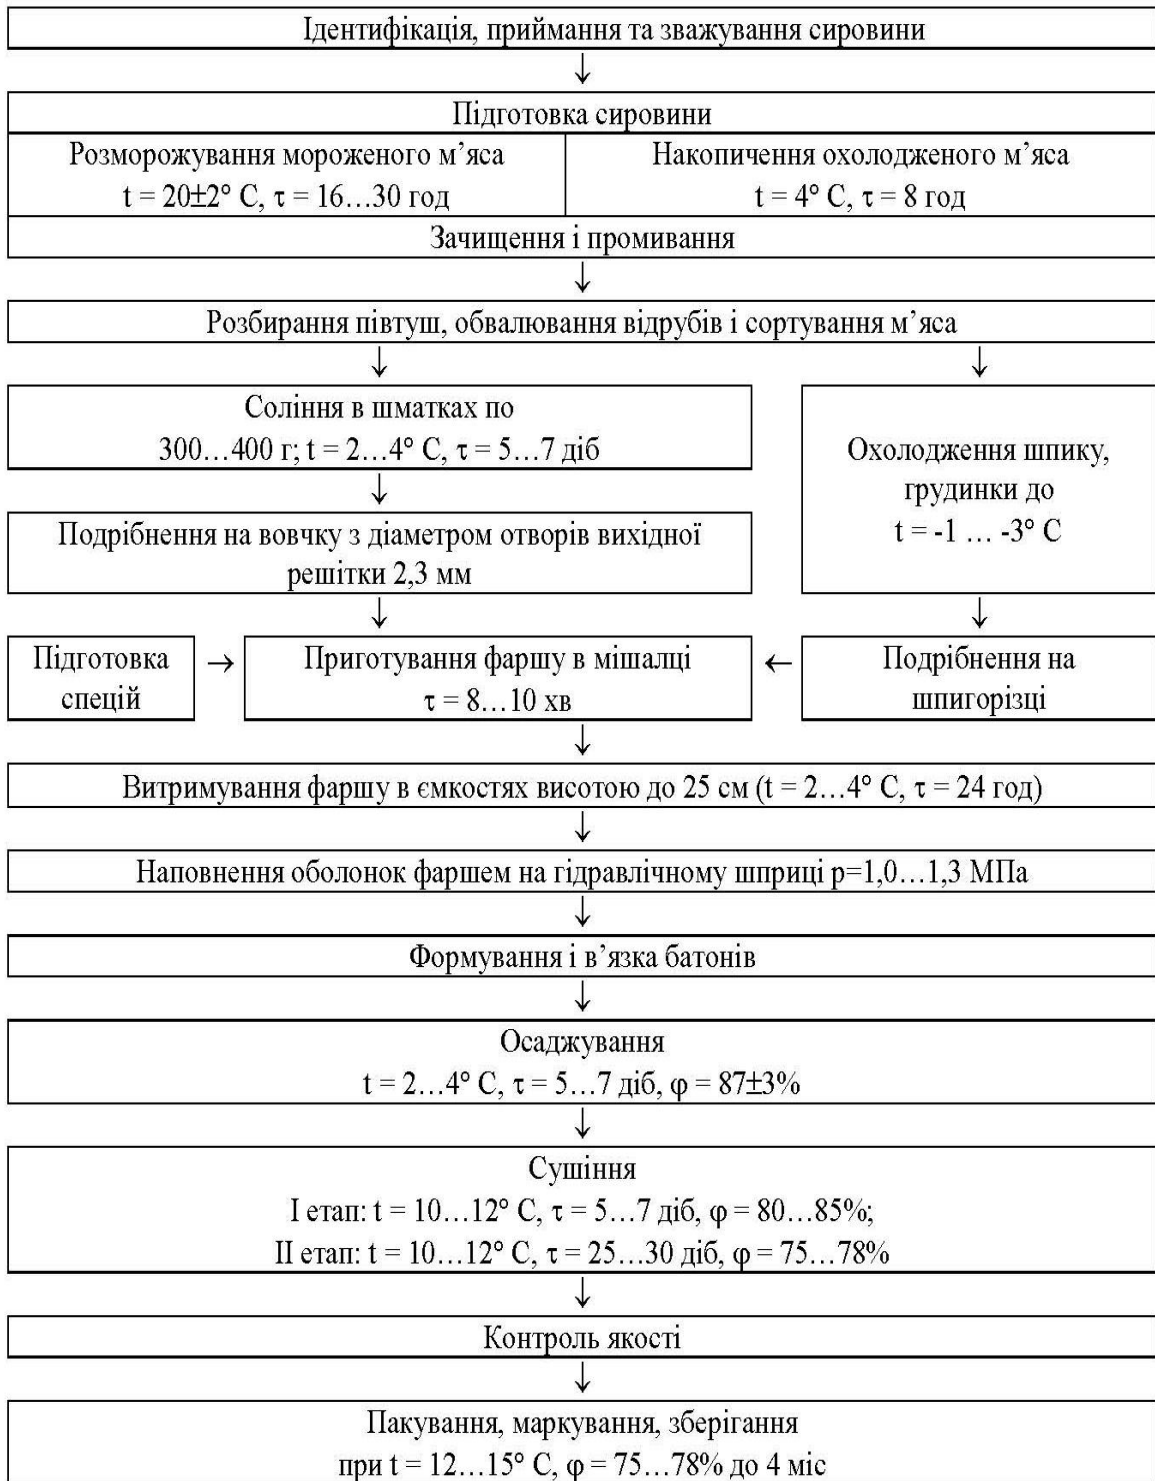 Ідентифікація, приймання та зважування сировини
↓
Підготовка сировини
Розморожування мороженого м’яса
t = 20±2° С, τ = 16…30 год
Накопичення охолодженого м’яса
t = 4° С, τ = 8 год
Зачищення і промивання
↓
Розбирання півтуш, обвалювання відрубів і сортування м’яса
↓
↓
Соління в шматках по
300…400 г; t = 2…4° С, τ = 5…7 діб
↓
Подрібнення на вовчку з діаметром отворів вихідної
решітки 2,3 мм
↓
Охолодження шпику,
грудинки до
t = -1 … -3° С
↓
Підготовка
спецій
→
Приготування фаршу в мішалці
τ = 8…10 хв
←
Подрібнення на
шпигорізці
↓
Витримування фаршу в ємкостях висотою до 25 см (t = 2…4° С, τ = 24 год)
↓
Наповнення оболонок фаршем на гідравлічному шприці р=1,0…1,3 МПа
↓
Формування і в’язка батонів
↓
Осаджування
t = 2…4° С, τ = 5…7 діб, φ = 87±3%
↓
Сушіння
І етап: t = 10…12° С, τ = 5…7 діб, φ = 80…85%;
ІІ етап: t = 10…12° С, τ = 25…30 діб, φ = 75…78%
↓
Контроль якості
↓
Пакування, маркування, зберігання
при t = 12…15° С, φ = 75…78% до 4 міс